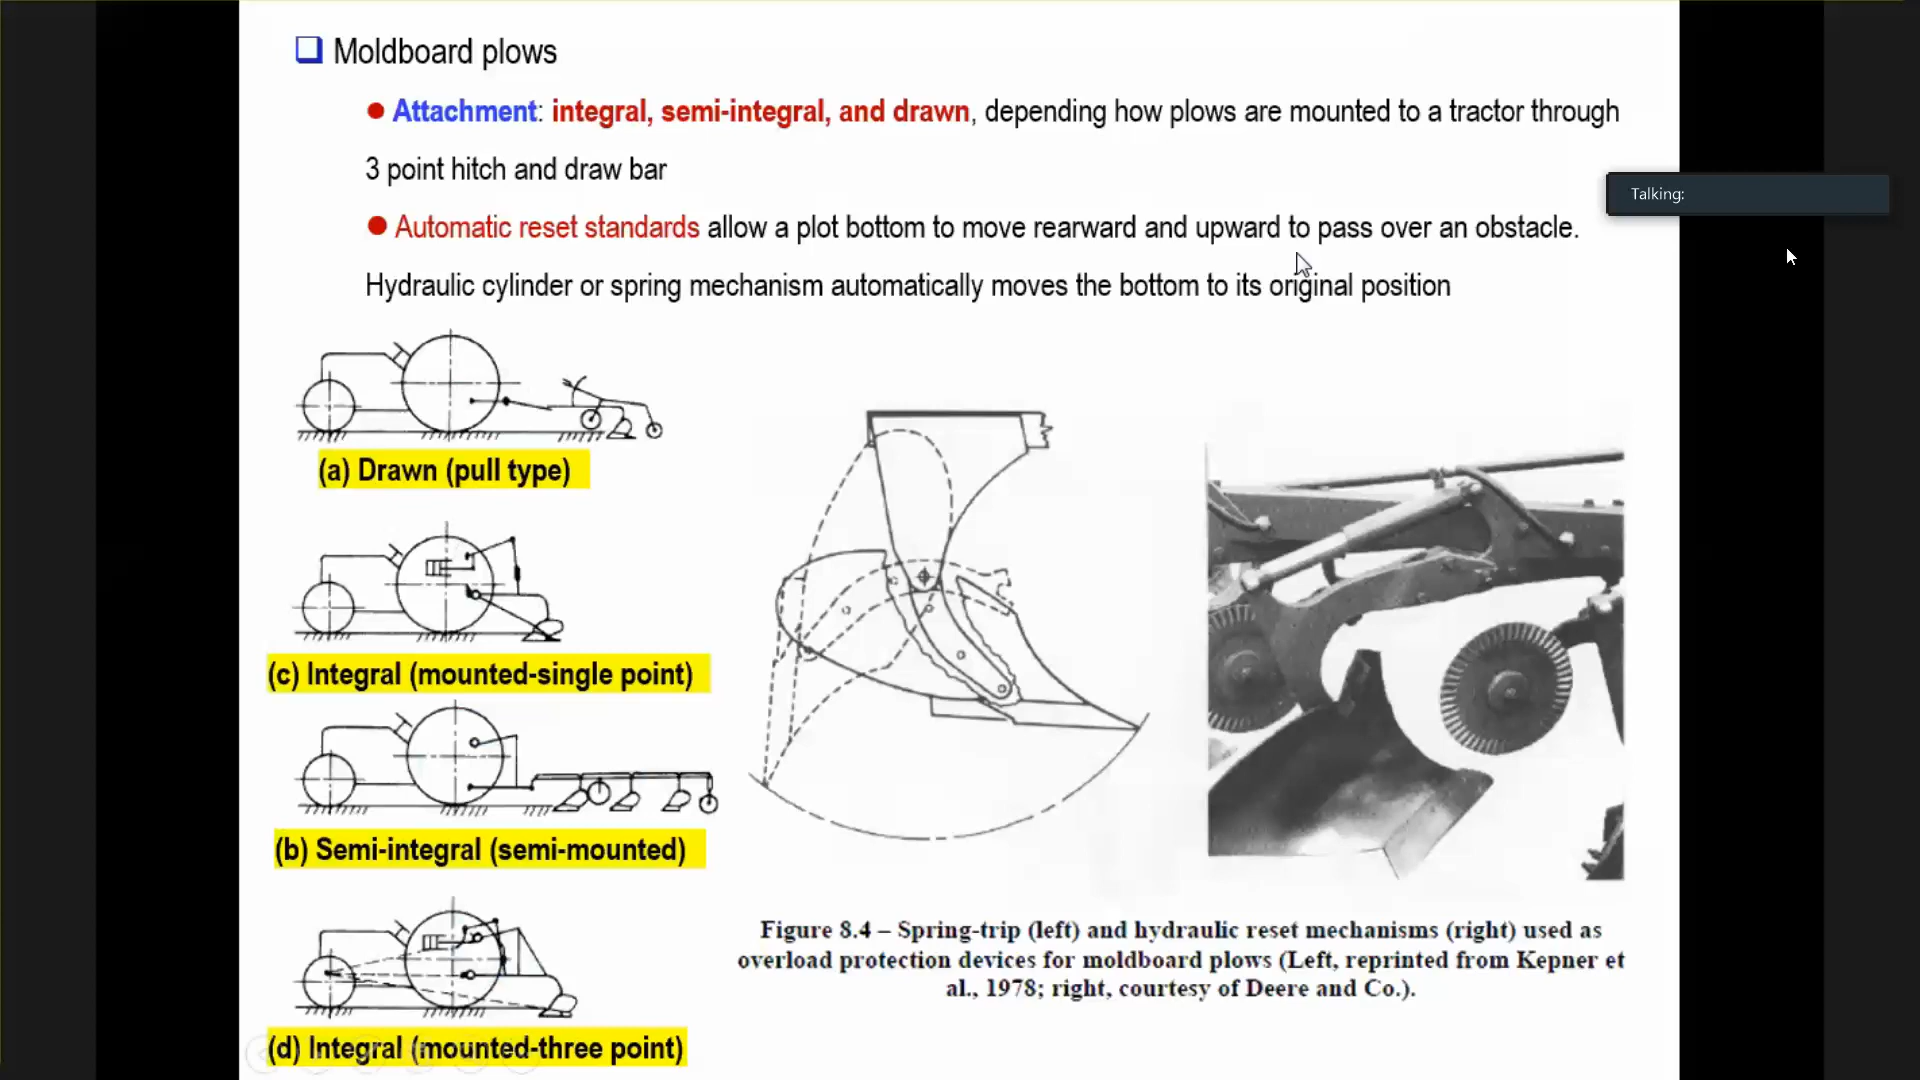 Moldboard plows
Attachment: integral, semi-integral, and drawn, depending how plows are mounted to a tractor through
3 point hitch and draw bar
Automatic reset standards allow a plot bottom to move rearward and upward to pass over an obstacle.
Hydraulic cylinder or spring mechanism automatically moves the bottom to its original position
Talking:
(a) Drawn (pull type)
(c) Integral (mounted-single point)
(b) Semi-integral (semi-mounted)
(d) Integral (mounted-three point)
Figure 8.4 – Spring-trip (left) and hydraulic reset mechanisms (right) used as
overload protection devices for moldboard plows (Left, reprinted from Kepner et
al., 1978; right, courtesy of Deere and Co.).